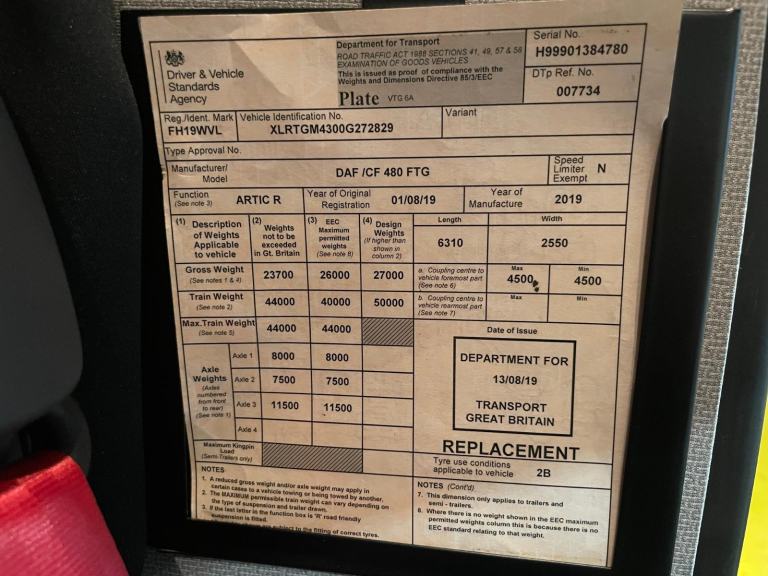 Driver & Vehicle
Standards
Agency
Department for Transport
ROAD TRAFFIC ACT 1988 SECTIONS 41, 49, 57 & 58
EXAMINATION OF GOODS VEHICLES
This is issued as proof of compliance with the
Weights and Dimensions Directive 85/3/EEC
Plate VTG 6A
Serial No.
H99901384780
DTp Ref. No.
007734
Reg./Ident. Mark
FH19WVL
Vehicle Identification No.
XLRTGM4300G272829
Variant
Type Approval No.
Manufacturer/
Model
DAF /CF 480 FTG
Speed
Limiter
Exempt
N
Function
(See note 3)
ARTIC R
Year of Original
Registration
01/08/19
Year of
Manufacture
2019
(1) Description
of Weights
Applicable
to vehicle
(2)
Weights
not to be
exceeded
in Gt. Britain
(3)
EEC
Maximum
permitted
weights
(See note 8)
(4) Design
Weights
(If higher than
shown in
column 2)
Length
6310
Width
2550
Gross Weight
(See notes 1 & 4)
23700
26000
27000
a. Coupling centre to
vehicle foremost part
(See note 6)
Max
4500
Min
4500
Train Weight
(See note 2)
44000
40000
50000
b. Coupling centre to
vehicle rearmost part
(See note 7)
Max
Min
Max.Train Weight
(See note 5)
44000
44000
Axle
Weights
(Axles
numbered
from front
to rear)
(See note 1)
Axle 1
8000
8000
Axle 2
7500
7500
Axle 3
11500
11500
Axle 4
Maximum Kingpin
Load
(Semi-Trailers only)
Date of Issue
DEPARTMENT FOR
13/08/19
TRANSPORT
GREAT BRITAIN
REPLACEMENT
Tyre use conditions
applicable to vehicle
2B
NOTES
1. A reduced gross weight and/or axle weight may apply in
certain cases to a vehicle towing or being towed by another.
2. The MAXIMUM permissible train weight can vary depending on
the type of suspension and trailer drawn.
3. If the last letter in the function box is 'R' road friendly
suspension is fitted.
subject to the fitting of correct tyres.
NOTES (Cont'd)
7. This dimension only applies to trailers and
semi - trailers.
8. Where there is no weight shown in the EEC maximum
permitted weights column this is because there is no
EEC standard relating to that weight.